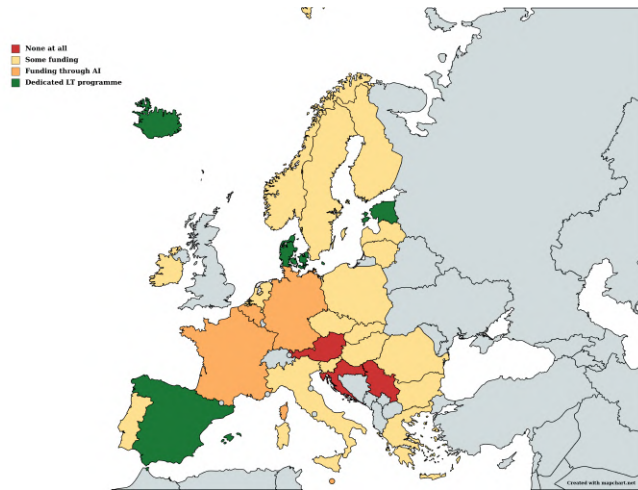 None at all
Some funding
Funding through AI
Dedicated LT programme
Created with mapchart.net